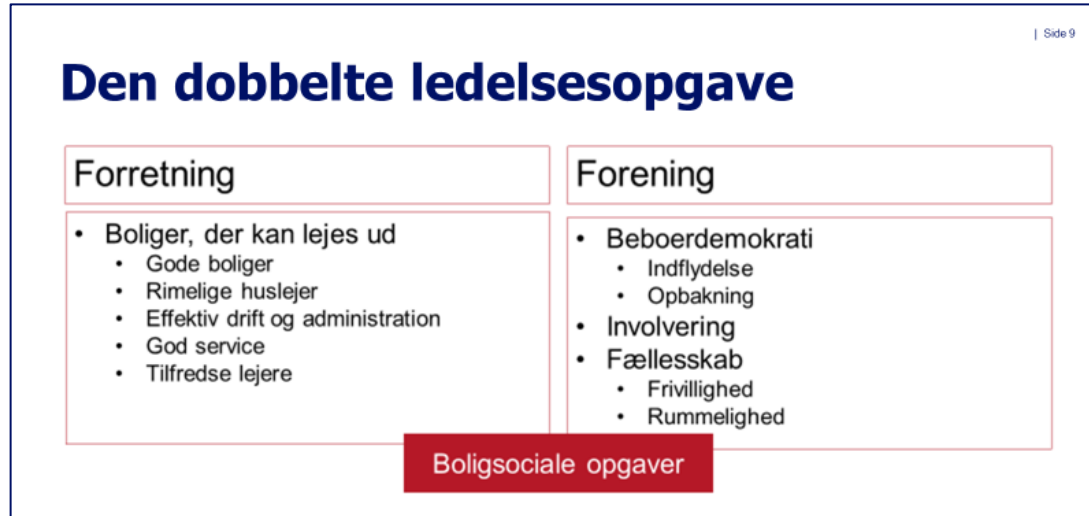 | Side 9
Den dobbelte ledelsesopgave
Forretning
• Boliger, der kan lejes ud
• Gode boliger
• Rimelige huslejer
• Effektiv drift og administration
• God service
• Tilfredse lejere
Forening
• Beboerdemokrati
• Indflydelse
• Opbakning
• Involvering
• Fællesskab
• Frivillighed
• Rummelighed
Boligsociale opgaver